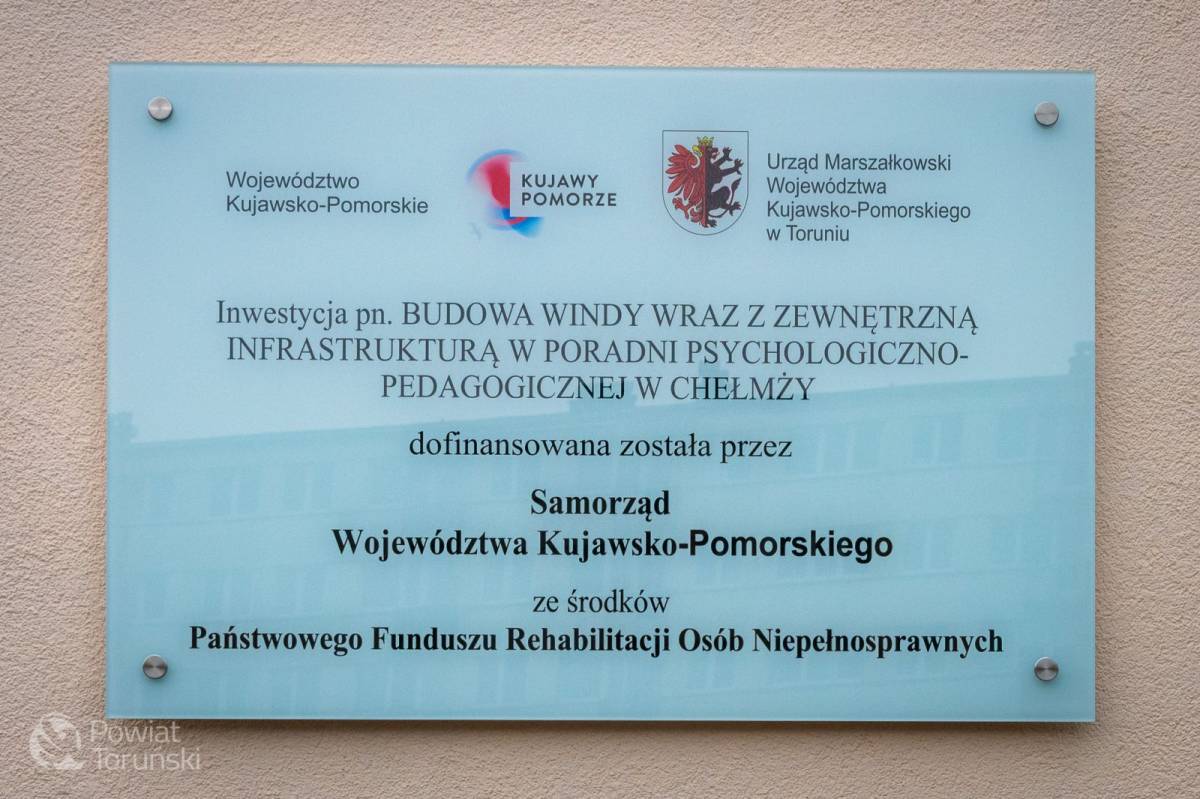 Województwo
Kujawsko-Pomorskie
KUJAWY
POMORZE
Urząd Marszałkowski
Województwa
Kujawsko-Pomorskiego
w Toruniu
Inwestycja pn. BUDOWA WINDY WRAZ Z ZEWNĘTRZNĄ
INFRASTRUKTURĄ W PORADNI PSYCHOLOGICZNO-
PEDAGOGICZNEJ W CHEŁMŻY
dofinansowana została przez
Samorząd
Województwa Kujawsko-Pomorskiego
ze środków
Państwowego Funduszu Rehabilitacji Osób Niepełnosprawnych
Powiat
Toruński